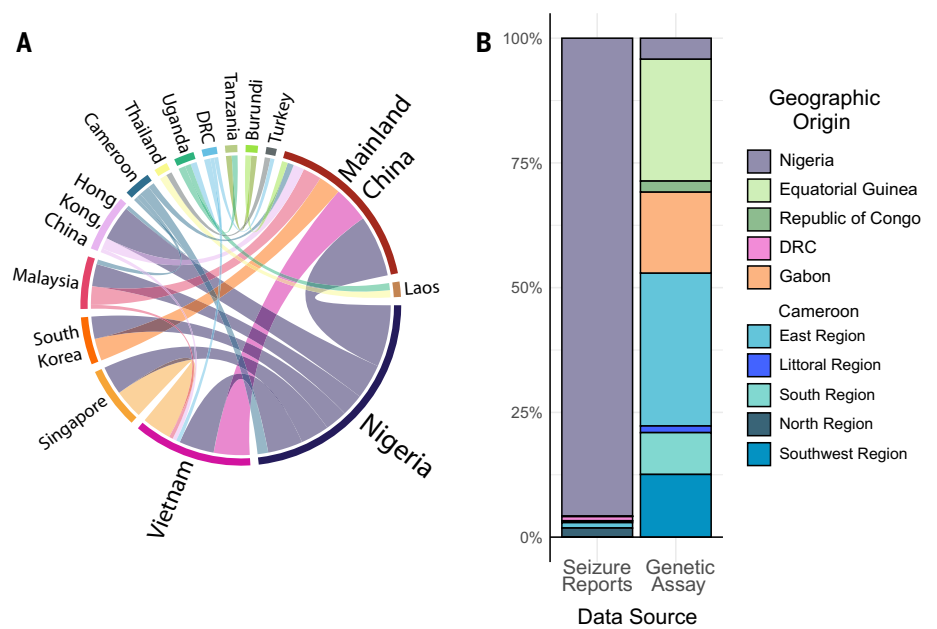 A
Cameroon
Thailand
Uganda
DRC
Tanzania
Burundi
Turkey
Mainland
China
Hong
Kong,
China
Malaysia
South
Korea
Singapore
Vietnam
Nigeria
Laos
B
100%
75%
50%
25%
0%
Seizure
Reports
Genetic
Assay
Data Source
Geographic
Origin
Nigeria
Equatorial Guinea
Republic of Congo
DRC
Gabon
Cameroon
East Region
Littoral Region
South Region
North Region
Southwest Region